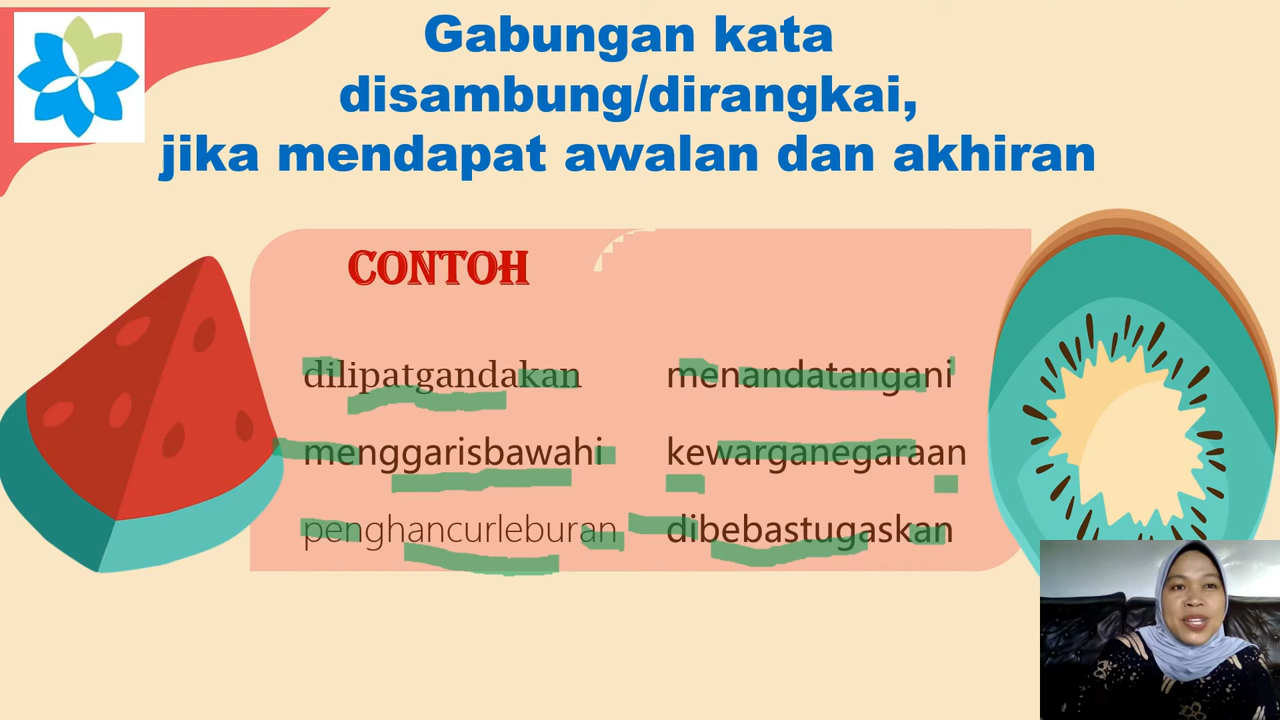 Gabungan kata
disambung/dirangkai,
jika mendapat awalan dan akhiran
CONTOH
dilipatgandakan
menandatangani
menggarisbawahi
kewarganegaraan
penghancurleburan
dibebastugaskan